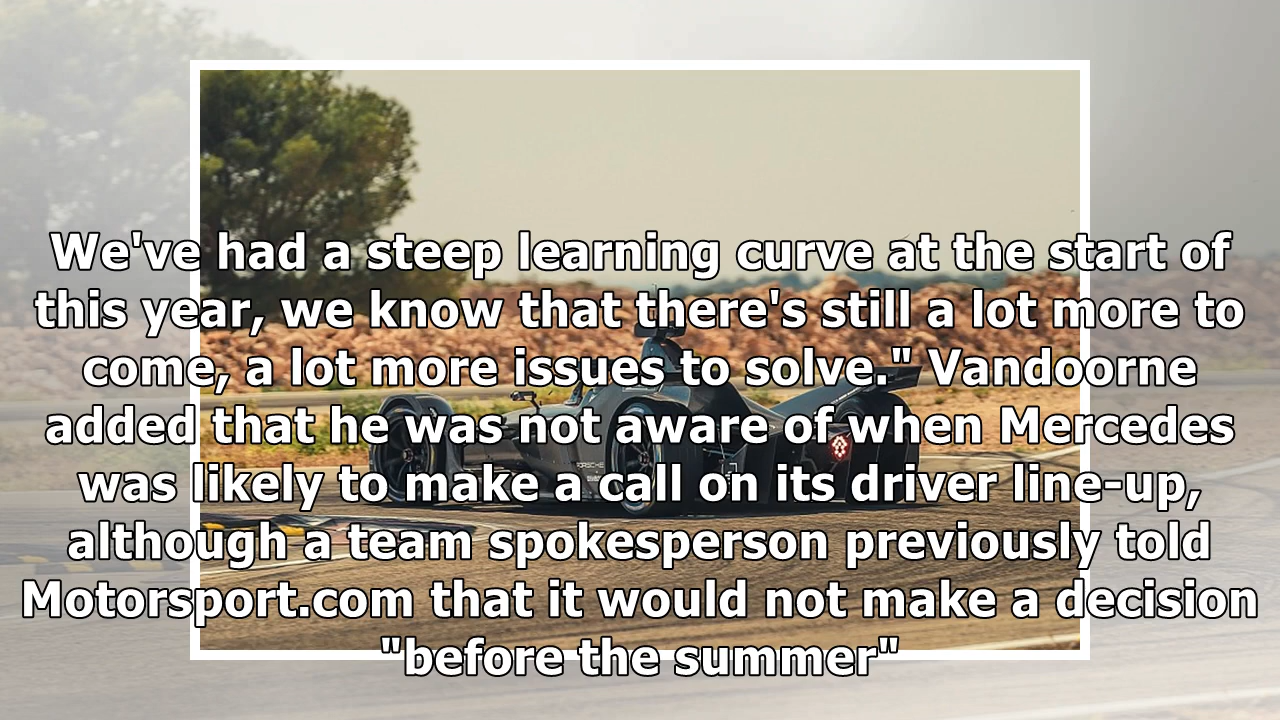 We've had a steep learning curve at the start of
this year, we know that there's still a lot more to
come, a lot more issues to solve." Vandoorne
added that he was not aware of when Mercedes
was likely to make a call on its driver line-up,
although a team spokesperson previously told
Motorsport.com that it would not make a decision
"before the summer"
PORSCHE